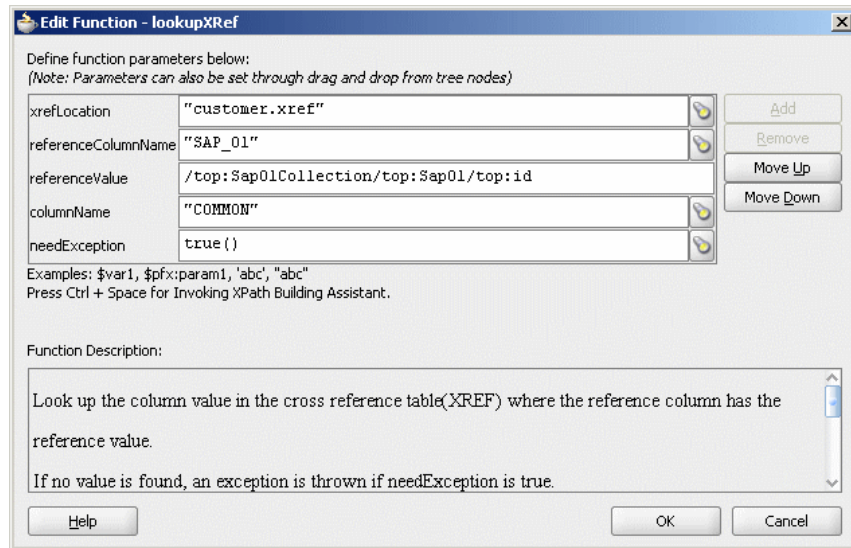 Edit Function - lookupXRef
Define function parameters below:
(Note: Parameters can also be set through drag and drop from tree nodes)
xrefLocation "customer.xref" Add
referenceColumnName "SAP_01" Remove
referenceValue /top:Sap01Collection/top:Sap01/top:id Move Up
columnName "COMMON" Move Down
needException true()
Examples: $var1, $pfx:param1, 'abc', "abc"
Press Ctrl + Space for Invoking XPath Building Assistant.
Function Description:
Look up the column value in the cross reference table(XREF) where the reference column has the
reference value.
If no value is found, an exception is thrown if needException is true.
Help OK Cancel